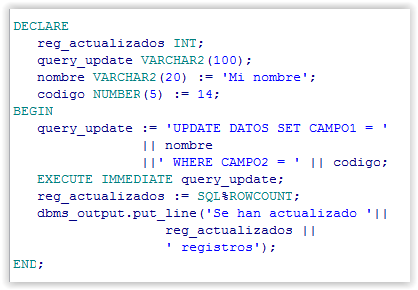 DECLARE
reg_actualizados INT;
query_update VARCHAR2(100);
nombre VARCHAR2(20) := 'Mi nombre';
codigo NUMBER(5) := 14;
BEGIN
query_update := 'UPDATE DATOS SET CAMPO1 = '
|| nombre
||' WHERE CAMPO2 = ' || codigo;
EXECUTE IMMEDIATE query_update;
reg_actualizados := SQL%ROWCOUNT;
dbms_output.put_line('Se han actualizado '||
reg_actualizados ||
' registros');
END;